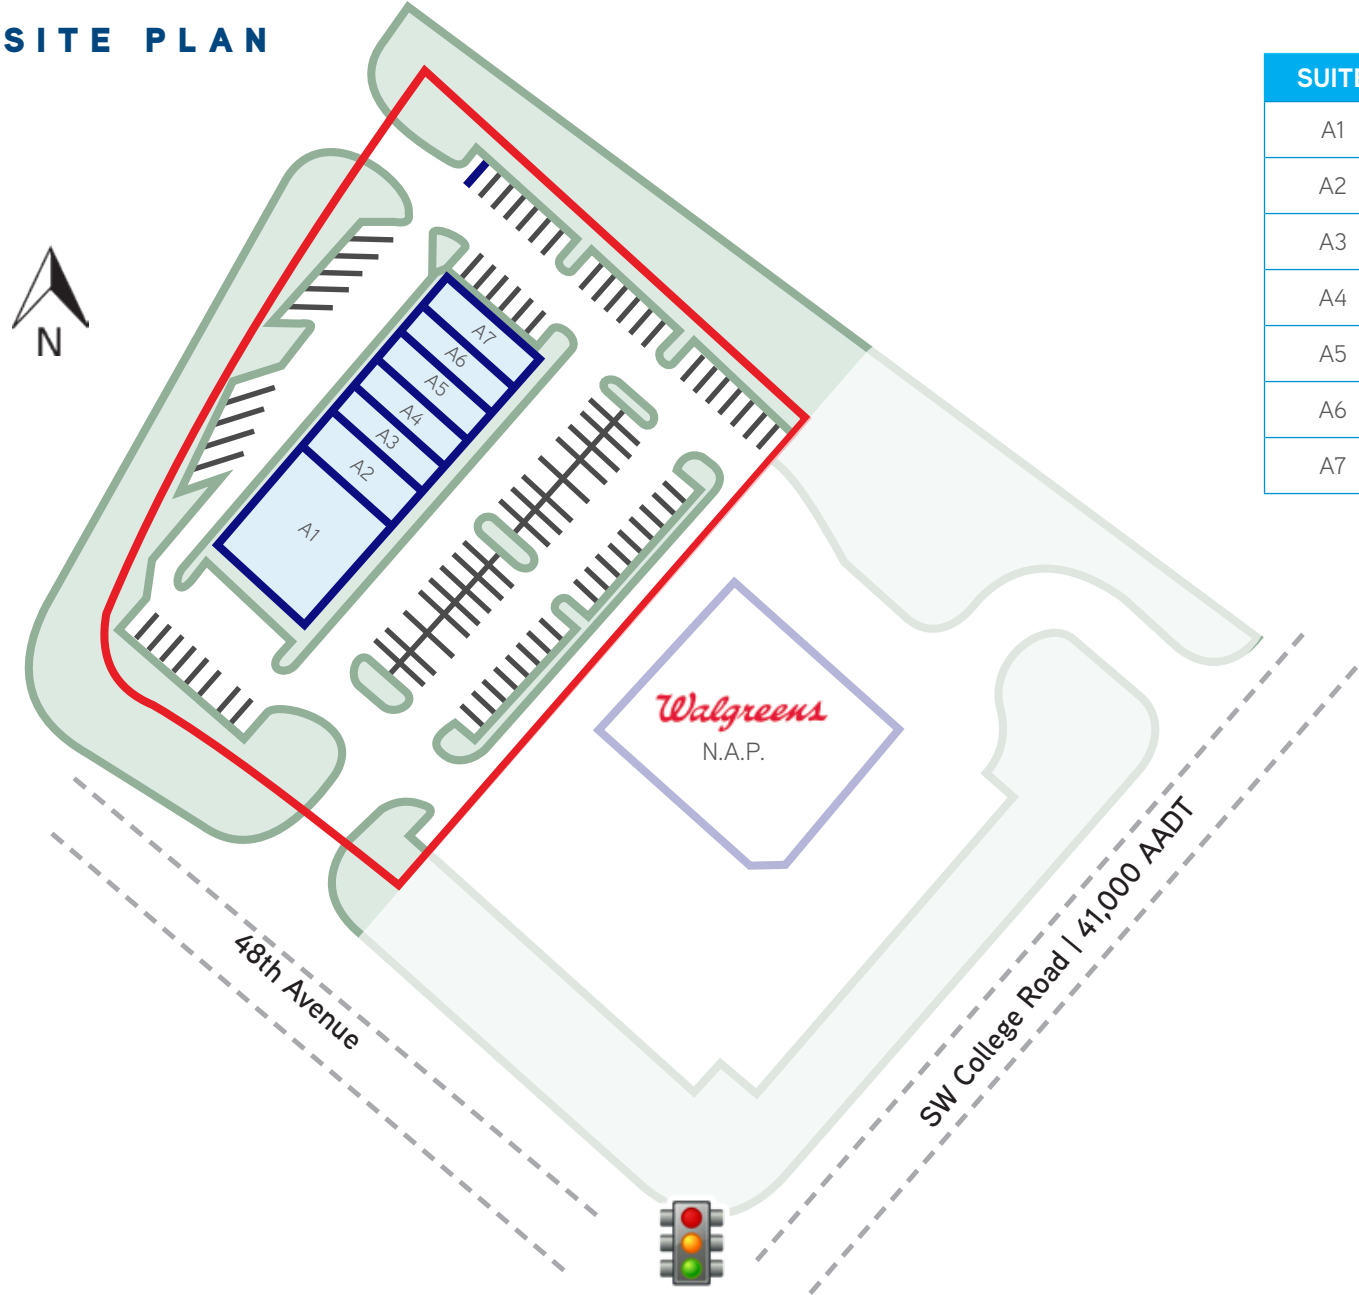 SITE PLAN
SUITE
A1
A2
A3
A4
A5
A6
A7
N
A7
A6
A5
A4
A3
A2
A1
Walgreens
N.A.P.
48th Avenue
SW College Road | 41,000 AADT